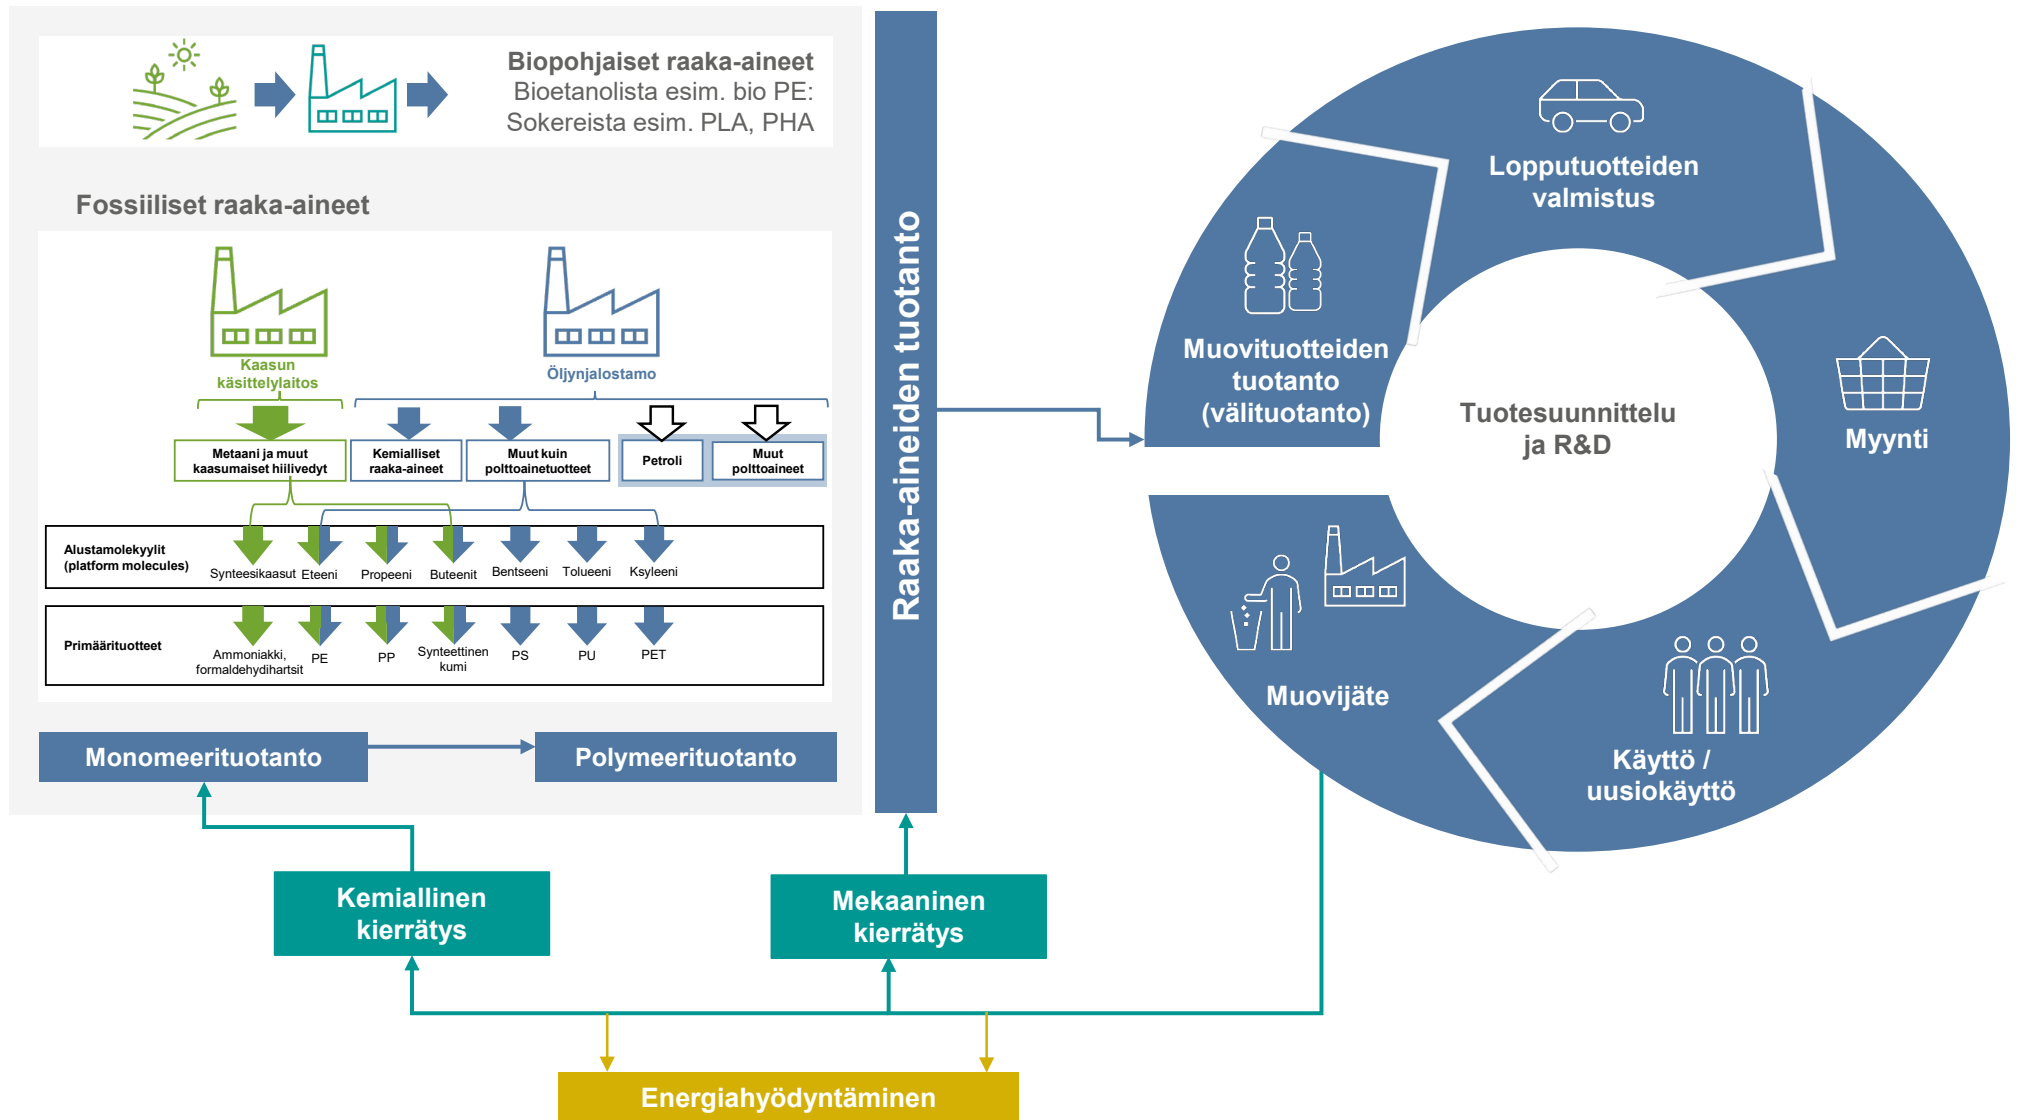 Biopohjaiset raaka-aineet
Bioetanolista esim. bio PE:
Sokereista esim. PLA, PHA
Fossiiliset raaka-aineet
Kaasun
käsittelylaitos
Öljynjalostamo
Metaani ja muut
kaasumaiset hiilivedyt
Kemialliset
raaka-aineet
Muut kuin
polttoainetuotteet
Petroli
Muut
polttoaineet
Alustamolekyylit
(platform molecules)
Synteesikaasut
Eteeni
Propeeni
Buteenit
Bentseeni
Tolueeni
Ksyleeni
Primäärituotteet
Ammoniakki,
formaldehydihartsit
PE
PP
Synteettinen
kumi
PS
PU
PET
Monomeerituotanto
Polymeerituotanto
Raaka-aineiden tuotanto
Kemiallinen
kierrätys
Mekaaninen
kierrätys
Energiahyödyntäminen
Lopputuotteiden
valmistus
Muovituotteiden
tuotanto
(välituotanto)
Tuotesuunnittelu
ja R&D
Myynti
Muovijäte
Käyttö /
uusiokäyttö